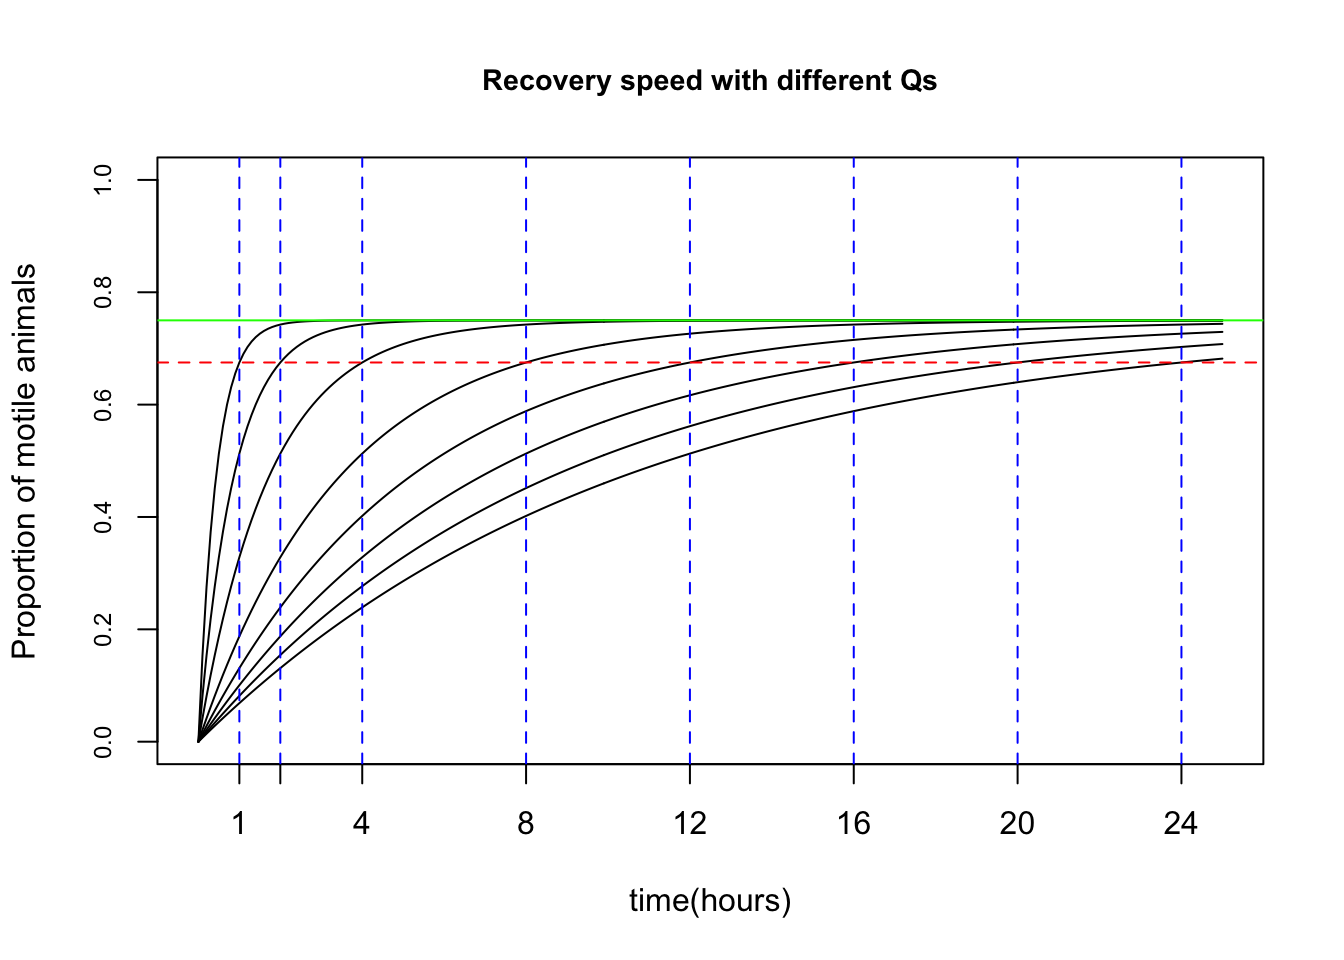 Recovery speed with different Qs
Proportion of motile animals
1.0
0.8
0.6
0.4
0.2
0.0
1 4 8 12 16 20 24
time(hours)